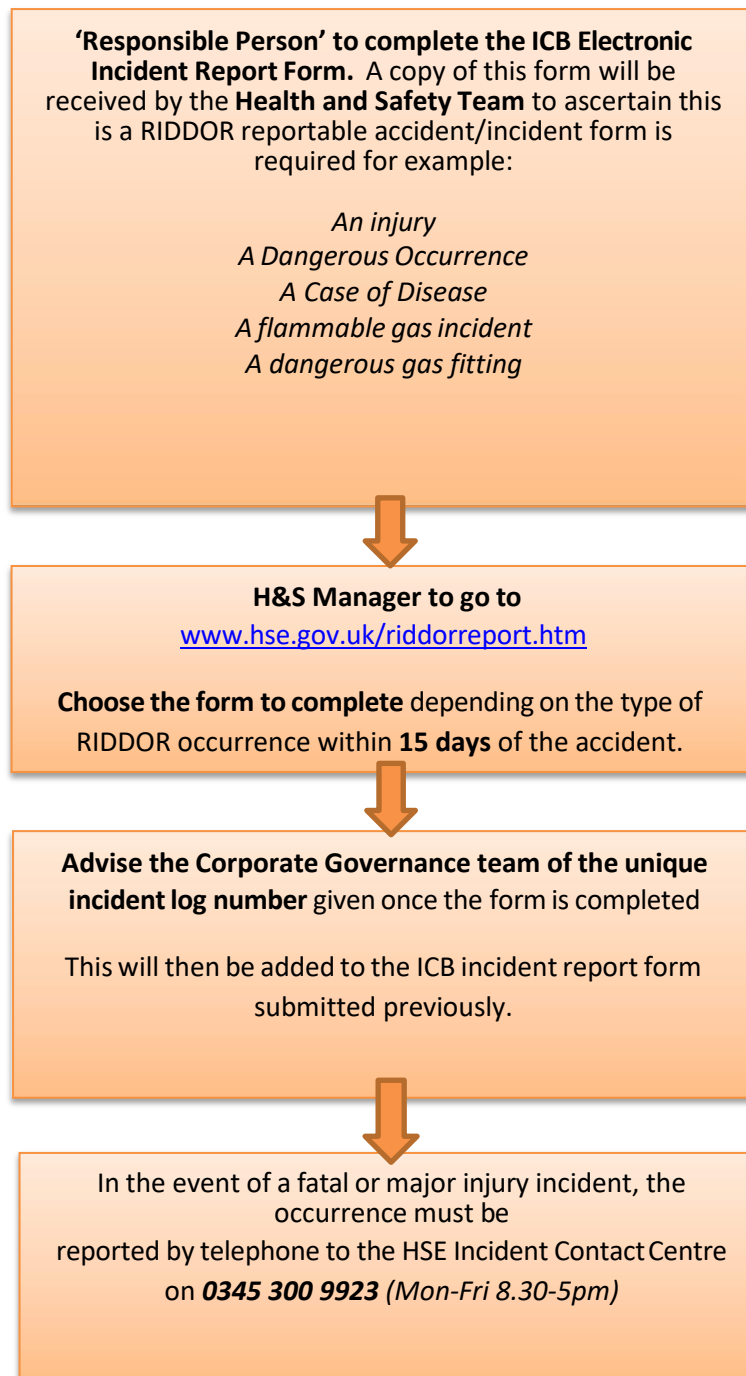 ‘Responsible Person’ to complete the ICB Electronic
Incident Report Form. A copy of this form will be
received by the Health and Safety Team to ascertain this
is a RIDDOR reportable accident/incident form is
required for example:
An injury
A Dangerous Occurrence
A Case of Disease
A flammable gas incident
A dangerous gas fitting
H&S Manager to go to
www.hse.gov.uk/riddorreport.htm
Choose the form to complete depending on the type of
RIDDOR occurrence within 15 days of the accident.
Advise the Corporate Governance team of the unique
incident log number given once the form is completed
This will then be added to the ICB incident report form
submitted previously.
In the event of a fatal or major injury incident, the
occurrence must be
reported by telephone to the HSE Incident Contact Centre
on 0345 300 9923 (Mon-Fri 8.30-5pm)